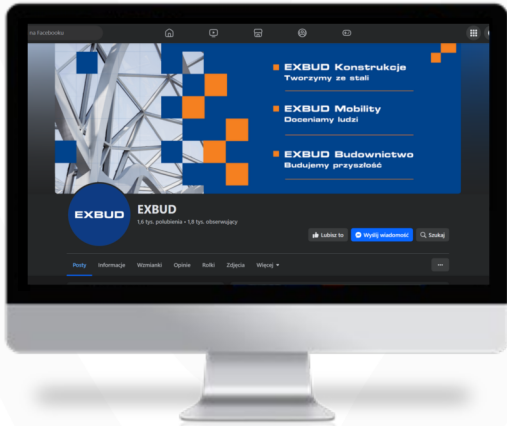 na Facebooku
EXBUD Konstrukcje
Tworzymy ze stali
EXBUD Mobility
Doceniamy ludzi
EXBUD Budownictwo
Budujemy przyszłość
EXBUD
EXBUD
1,6 tys. polubienia • 1,8 tys. obserwujący
Lubisz to
Wyślij wiadomość
Szukaj
Posty Informacje Wzmianki Opinie Rolki Zdjęcia Więcej